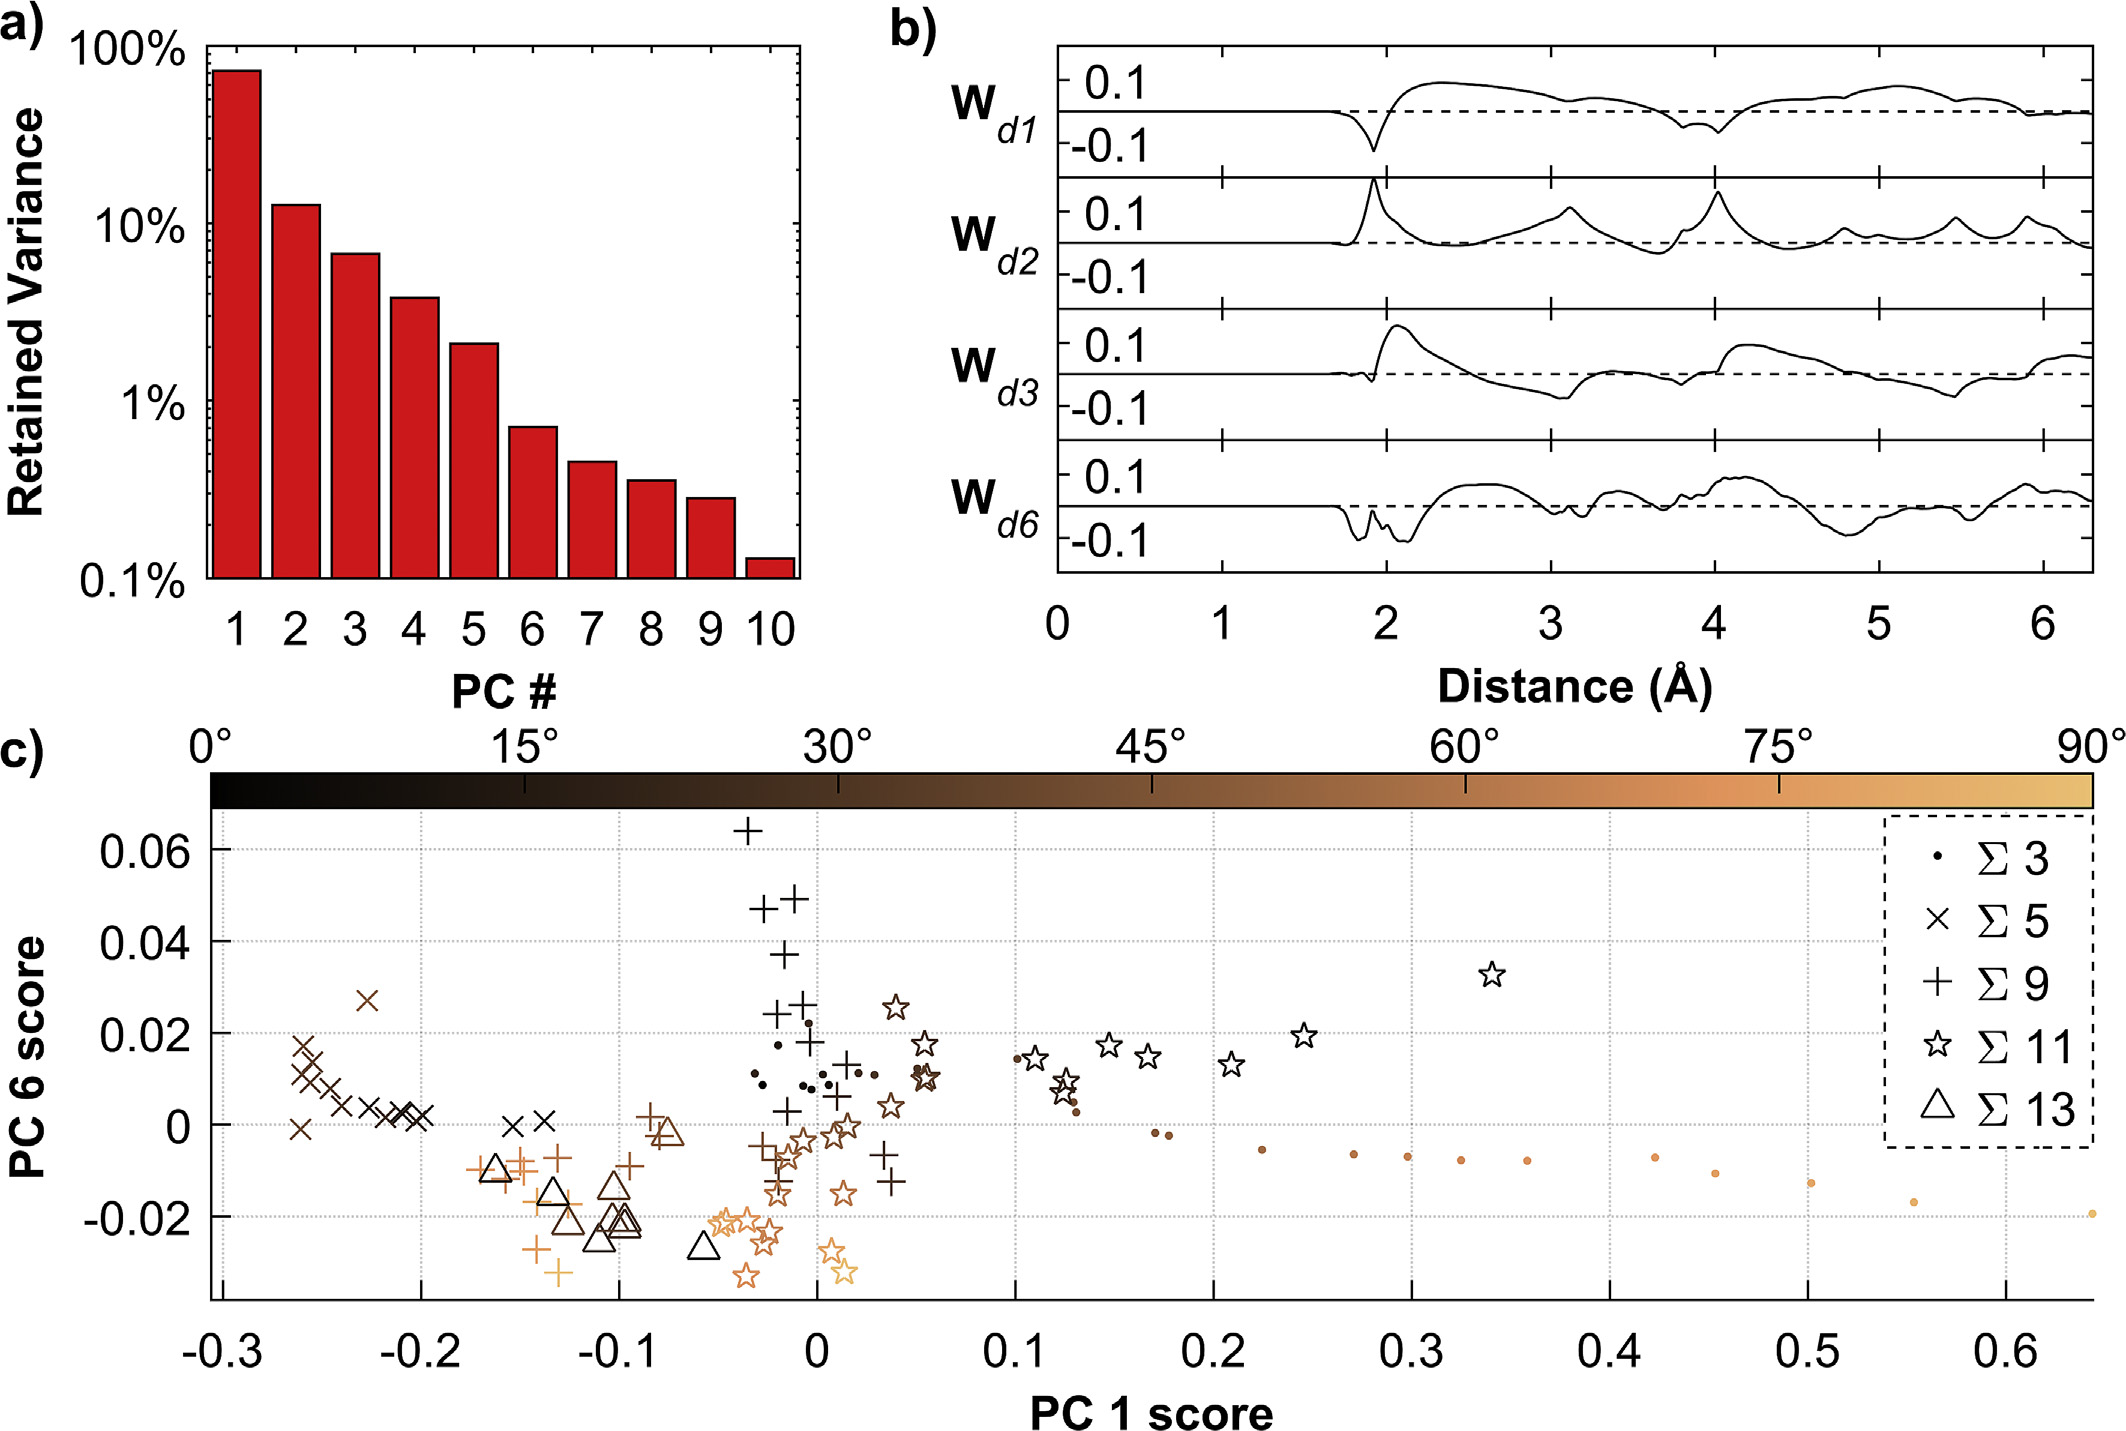 a)
100%
10%
1%
0.1%
Retained Variance
1 2 3 4 5 6 7 8 9 10
PC #
b)
W d1
0.1
-0.1
W d2
0.1
-0.1
W d3
0.1
-0.1
W d6
0.1
-0.1
0 1 2 3 4 5 6
Distance (Å)
c)
0° 15° 30° 45° 60° 75° 90°
0.06
0.04
0.02
0
-0.02
PC 6 score
Σ 3
Σ 5
Σ 9
Σ 11
Σ 13
-0.3 -0.2 -0.1 0 0.1 0.2 0.3 0.4 0.5 0.6
PC 1 score